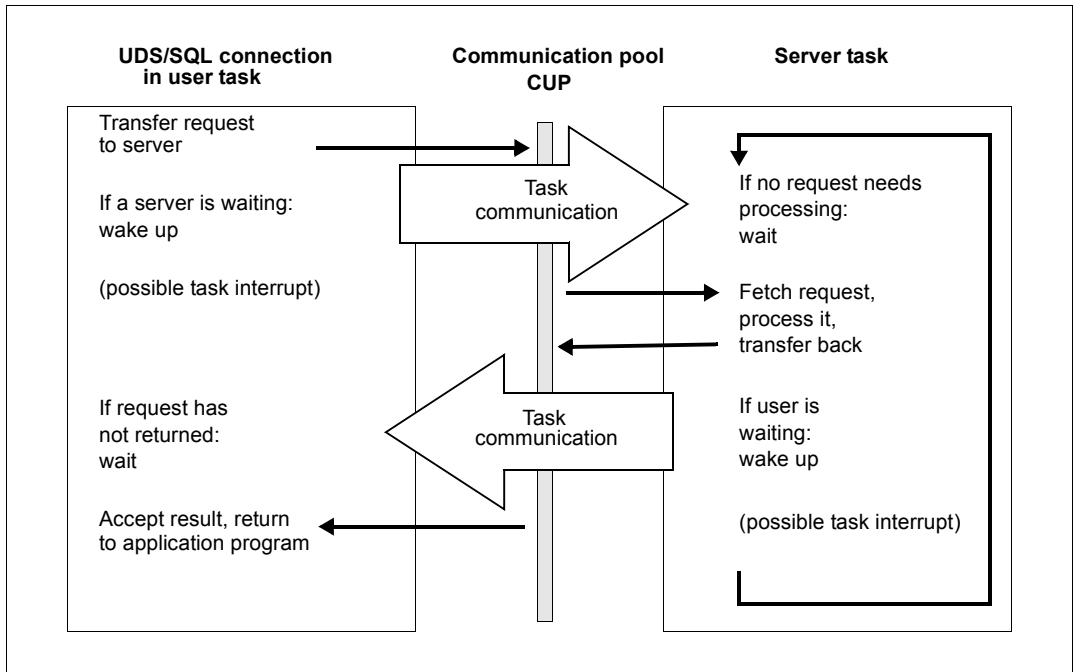 UDS/SQL connection
in user task
Communication pool
CUP
Server task
Transfer request
to server
If a server is waiting:
wake up
(possible task interrupt)
If request has
not returned:
wait
Accept result, return
to application program
Task
communication
Task
communication
If no request needs
processing:
wait
Fetch request,
process it,
transfer back
If user is
waiting:
wake up
(possible task interrupt)